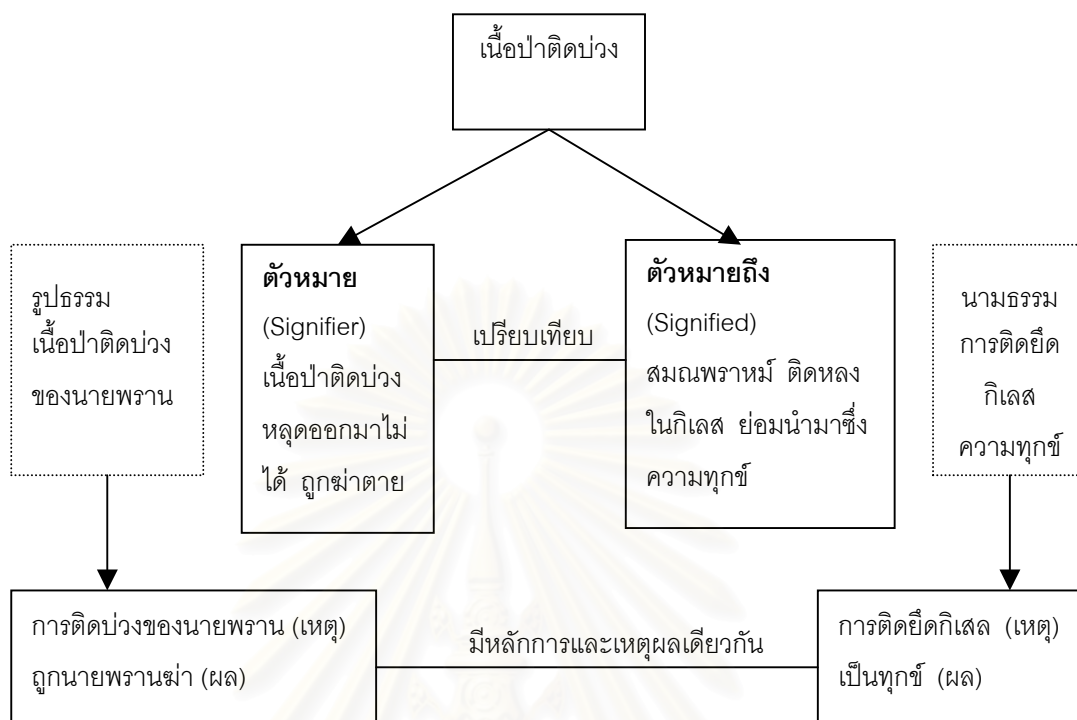 เนื้อป่าติดบ่วง
รูปธรรม
เนื้อป่าติดบ่วง
ของนายพราน
ตัวหมาย
(Signifier)
เนื้อป่าติดบ่วง
หลุดออกมาไม่
ได้ ถูกฆ่าตาย
เปรียบเทียบ
ตัวหมายถึง
(Signified)
สมณพราหม์ ติดหลง
ในกิเลส ย่อมนำมาซึ่ง
ความทุกข์
นามธรรม
การติดยึด
กิเลส
ความทุกข์
การติดบ่วงของนายพราน (เหตุ)
ถูกนายพรานฆ่า (ผล)
มีหลักการและเหตุผลเดียวกัน
การติดยึดกิเสล (เหตุ)
เป็นทุกข์ (ผล)